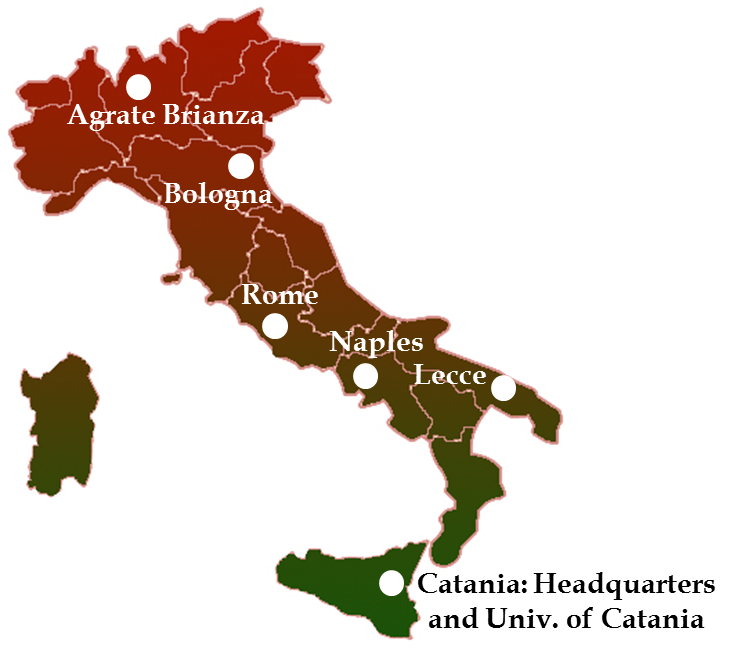 Agrate Brianza
Bologna
Rome
Naples
Lecce
Catania: Headquarters
and Univ. of Catania